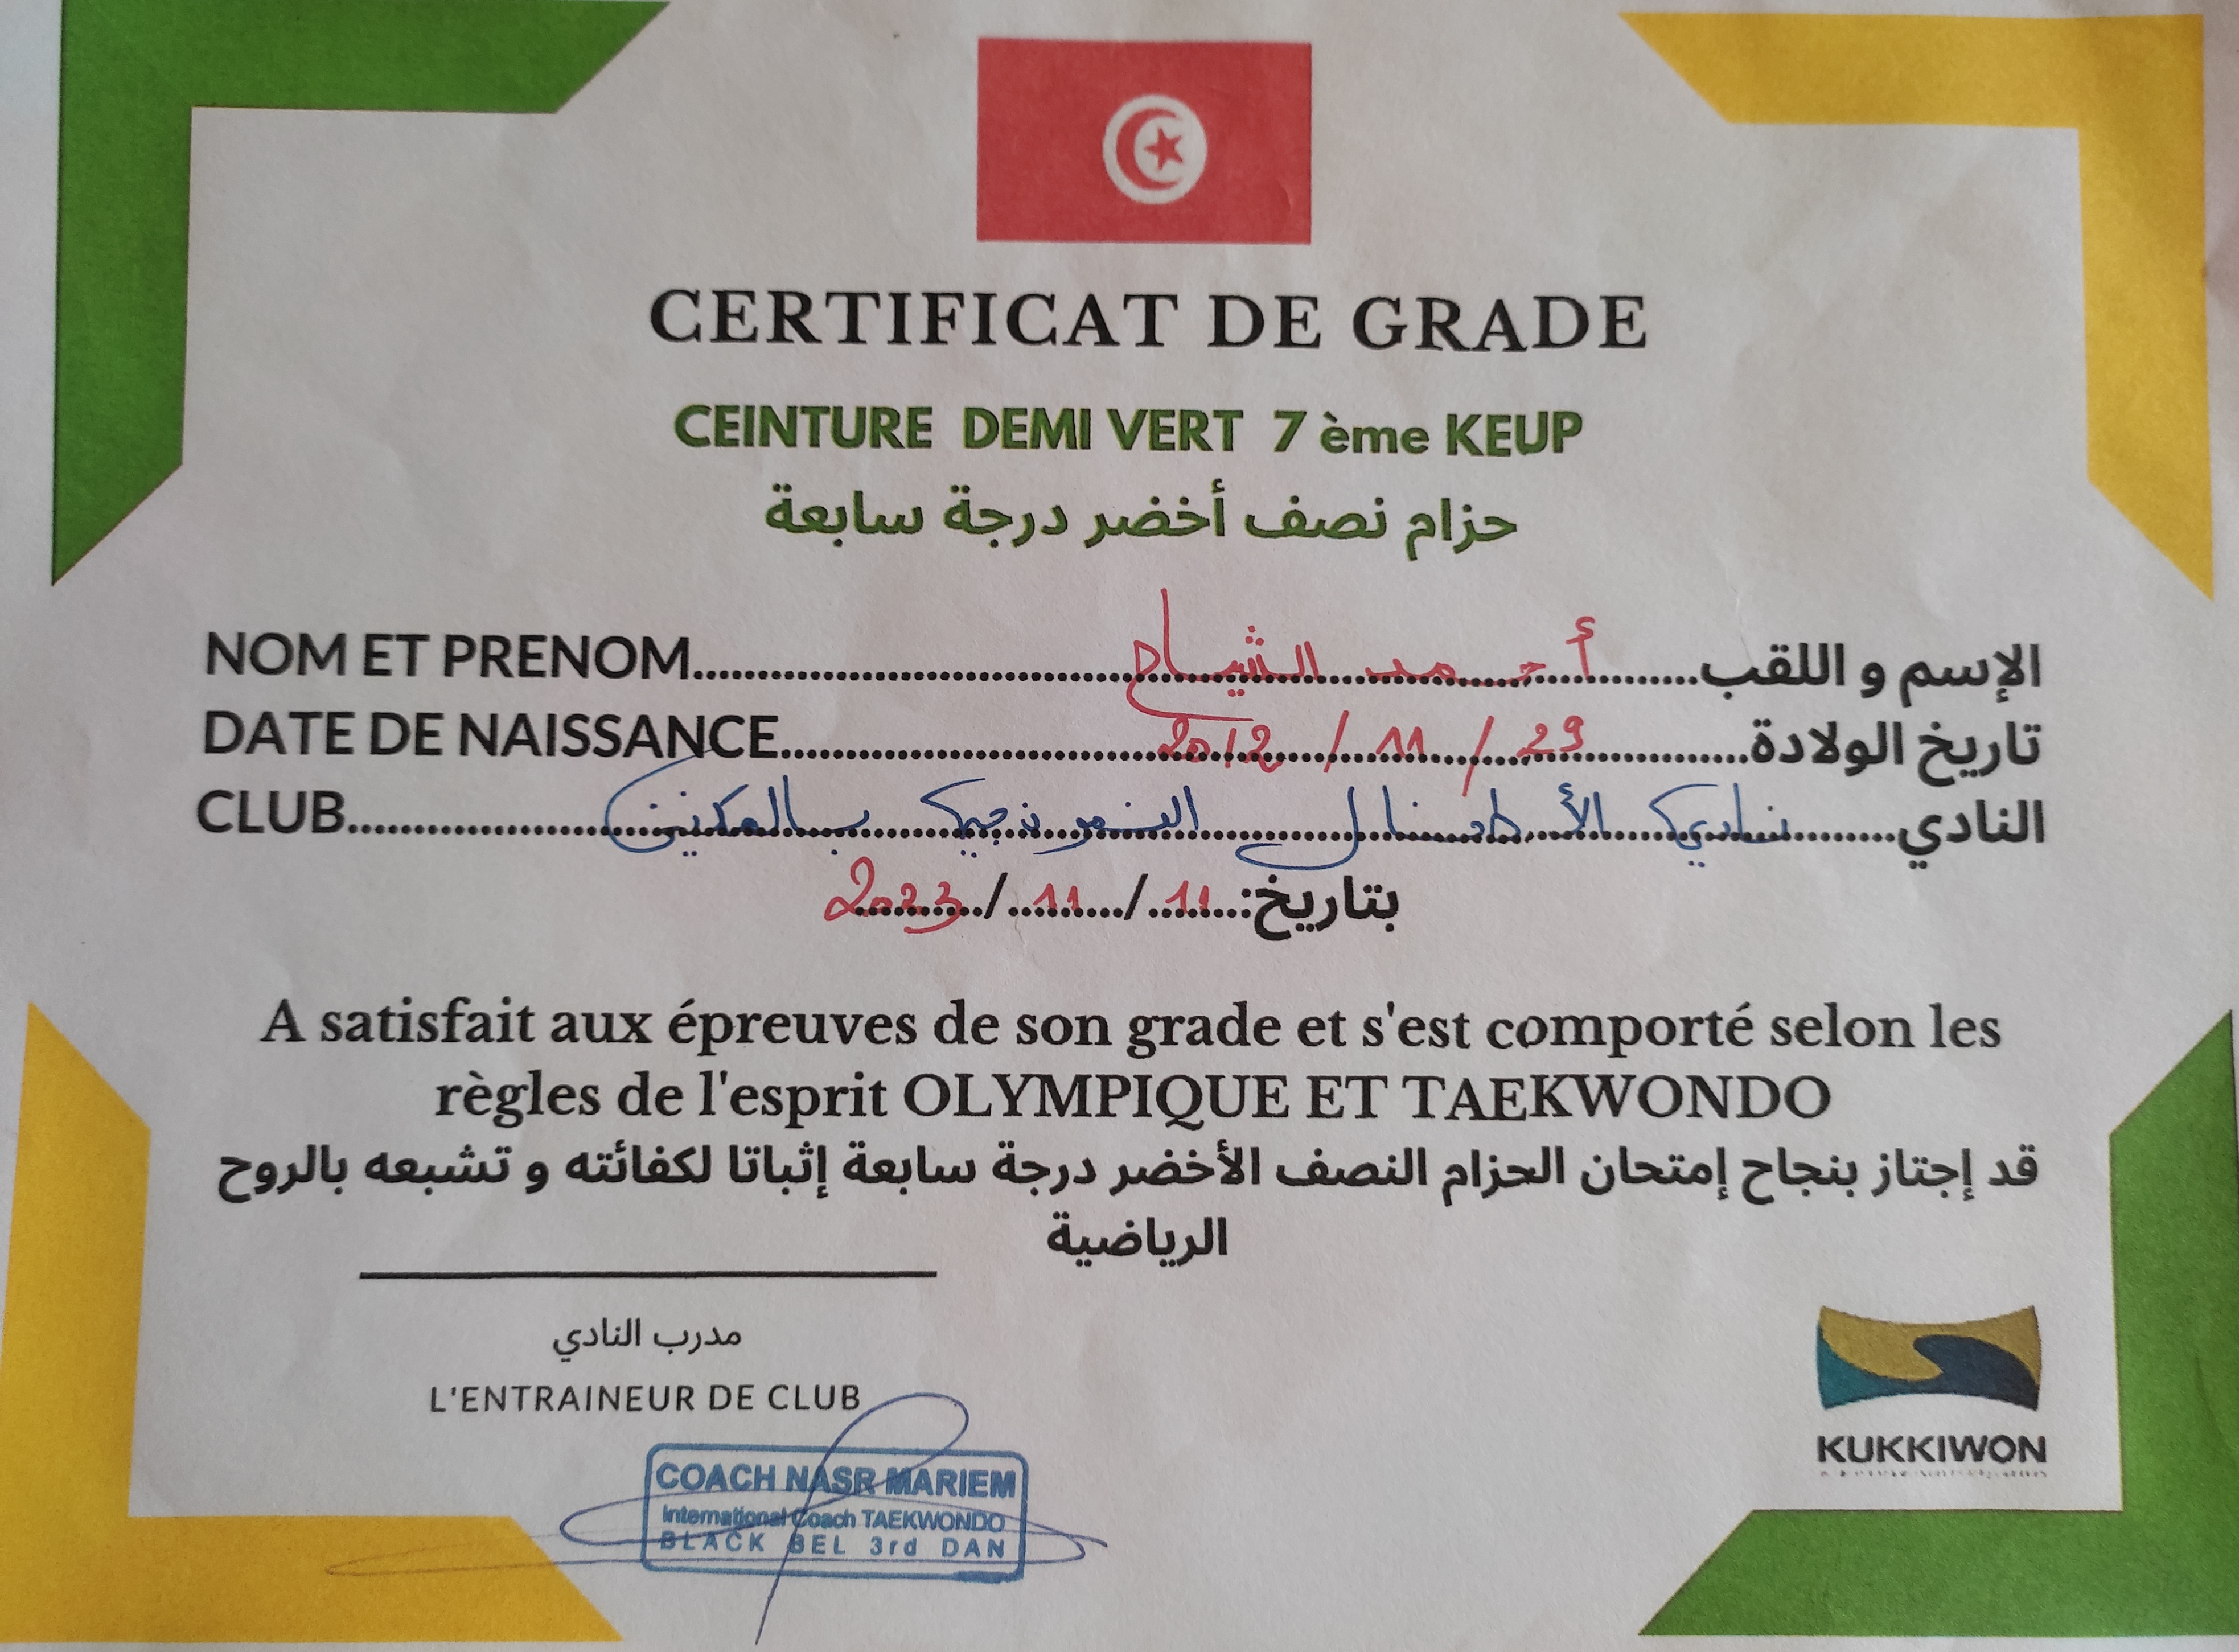 CERTIFICAT DE GRADE
CEINTURE DEMI VERT 7 ème KEUP
حزام نصف أخضر درجة سابعة
NOM ET PRENOM.......... أحمد الشياح ..........الإسم و اللقب
DATE DE NAISSANCE.......... 29 / 11 / 2012 ..........تاريخ الولادة
CLUB.......... نادي الأطفال النموذجي بالمكنين ..........النادي
بتاريخ: 11 / 11 / 2023
A satisfait aux épreuves de son grade et s'est comporté selon les
règles de l'esprit OLYMPIQUE ET TAEKWONDO
قد إجتاز بنجاح إمتحان الحزام النصف الأخضر درجة سابعة إثباتا لكفائته و تشبعه بالروح
الرياضية
مدرب النادي
L'ENTRAINEUR DE CLUB
COACH NASR MARIEM
International Coach TAEKWONDO
BLACK BEL 3rd DAN
KUKKIWON